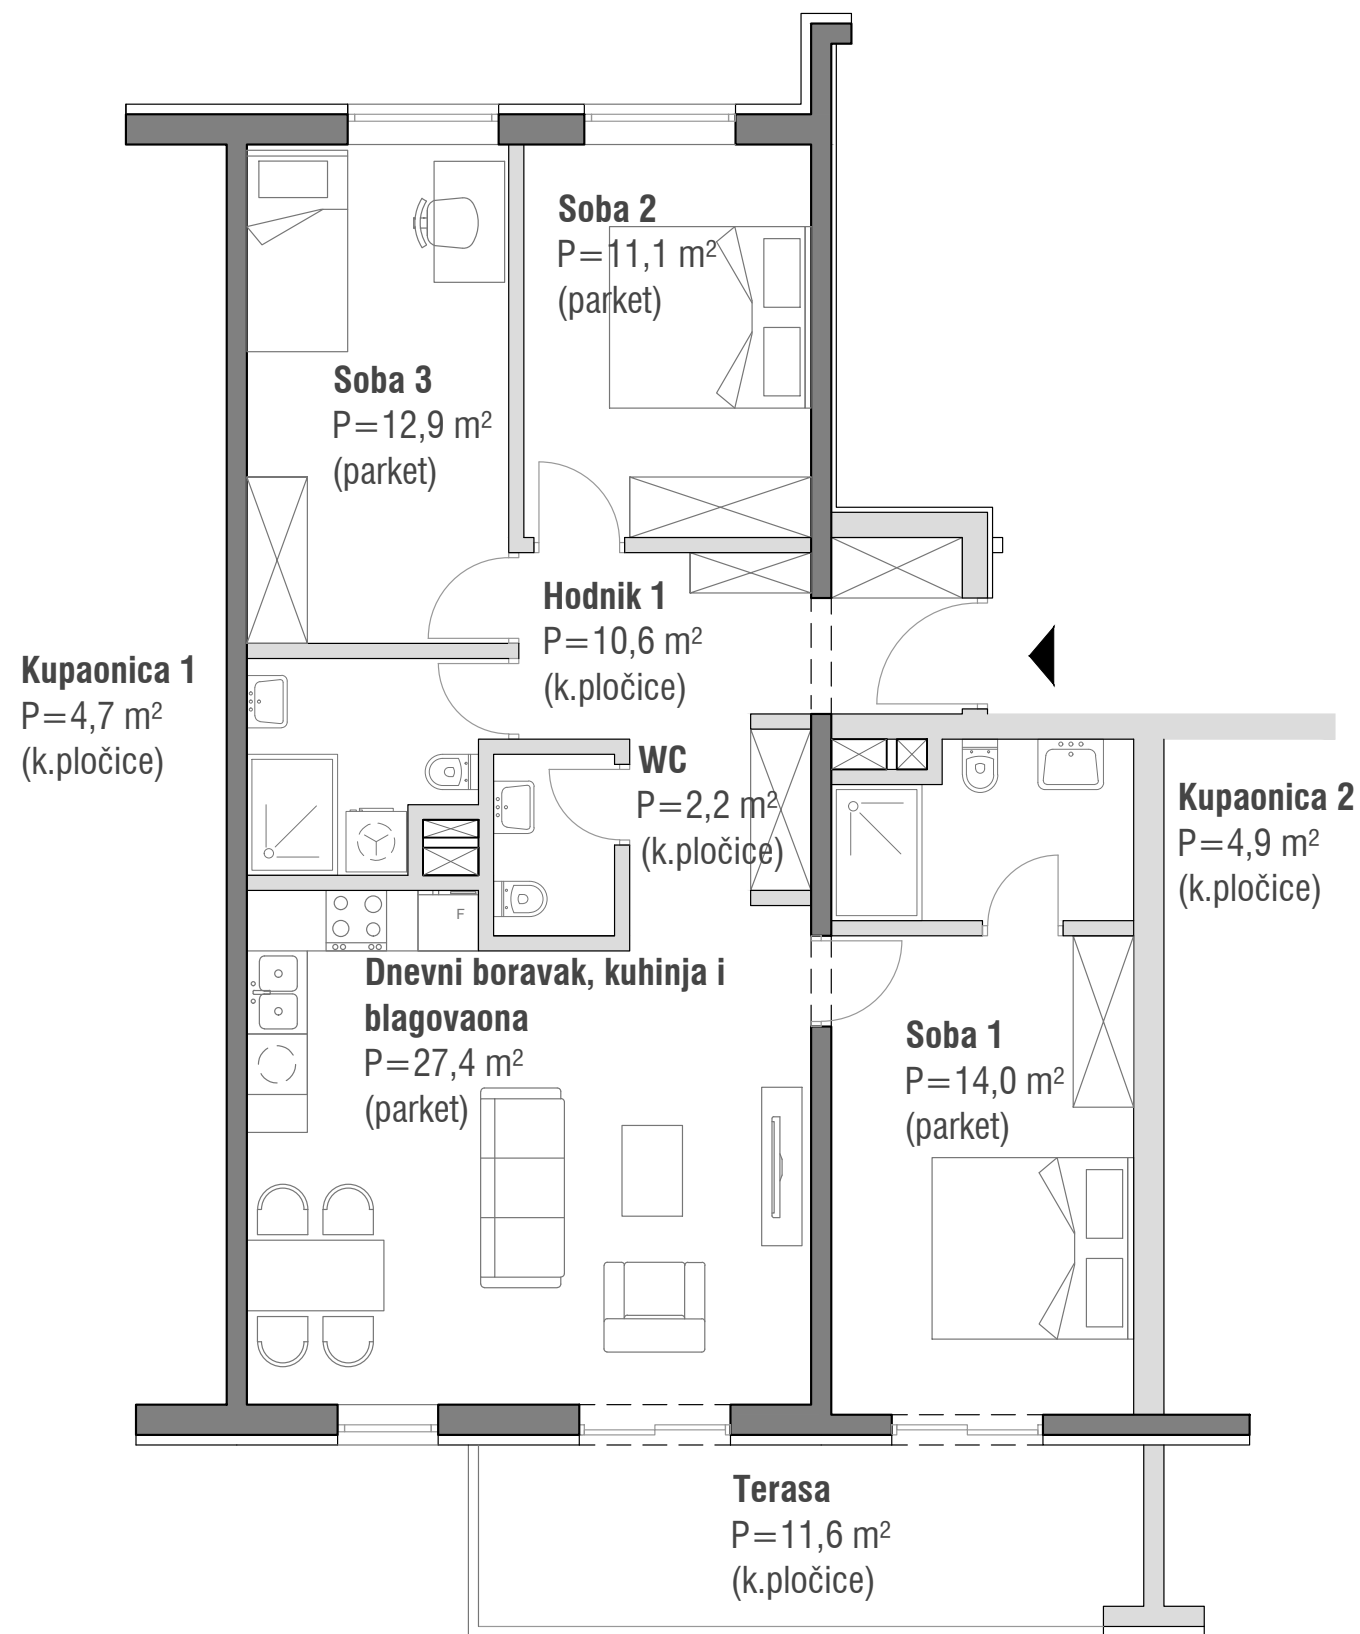 Soba 2
P=11,1 m²
(parket)
Soba 3
P=12,9 m²
(parket)
Hodnik 1
P=10,6 m²
(k.pločice)
Kupaonica 1
P=4,7 m²
(k.pločice)
WC
P=2,2 m²
(k.pločice)
Kupaonica 2
P=4,9 m²
(k.pločice)
F
Dnevni boravak, kuhinja i
blagovaona
P=27,4 m²
(parket)
Soba 1
P=14,0 m²
(parket)
Terasa
P=11,6 m²
(k.pločice)